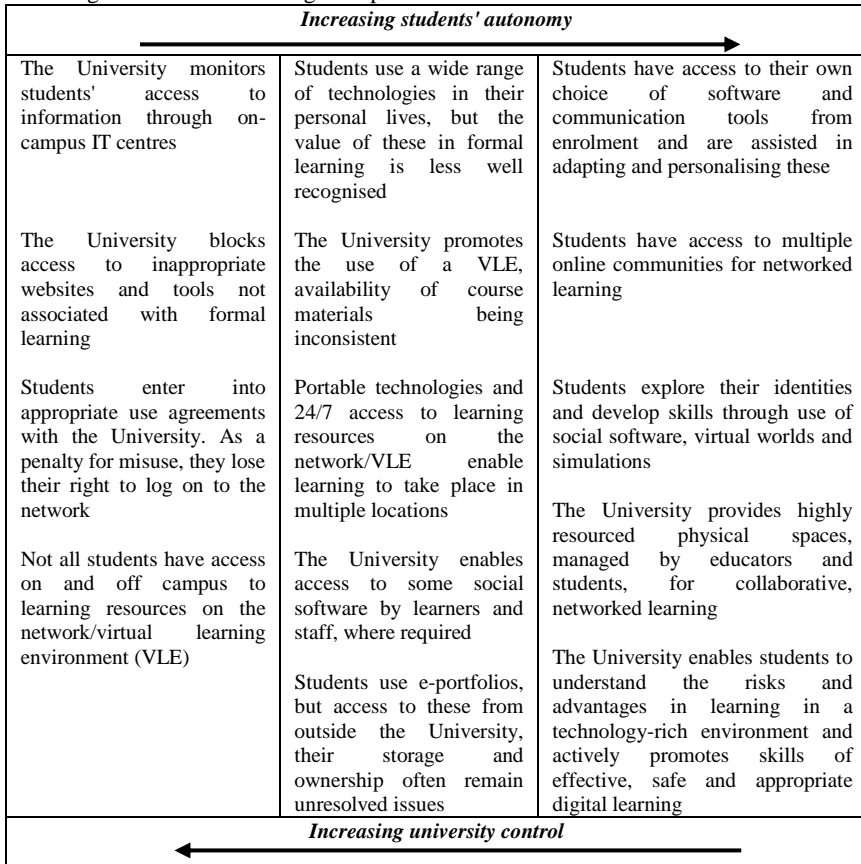 Increasing students' autonomy
The University monitors
students' access to
information through on-
campus IT centres
The University blocks
access to inappropriate
websites and tools not
associated with formal
learning
Students enter into
appropriate use agreements
with the University. As a
penalty for misuse, they lose
their right to log on to the
network
Not all students have access
on and off campus to
learning resources on the
network/virtual learning
environment (VLE)
Students use a wide range
of technologies in their
personal lives, but the
value of these in formal
learning is less well
recognised
The University promotes
the use of a VLE,
availability of course
materials being
inconsistent
Portable technologies and
24/7 access to learning
resources on the
network/VLE enable
learning to take place in
multiple locations
The University enables
access to some social
software by learners and
staff, where required
Students use e-portfolios,
but access to these from
outside the University,
their storage and
ownership often remain
unresolved issues
Students have access to their own
choice of software and
communication tools from
enrolment and are assisted in
adapting and personalising these
Students have access to multiple
online communities for networked
learning
Students explore their identities
and develop skills through use of
social software, virtual worlds and
simulations
The University provides highly
resourced physical spaces,
managed by educators and
students, for collaborative,
networked learning
The University enables students to
understand the risks and
advantages in learning in a
technology-rich environment and
actively promotes skills of
effective, safe and appropriate
digital learning
Increasing university control